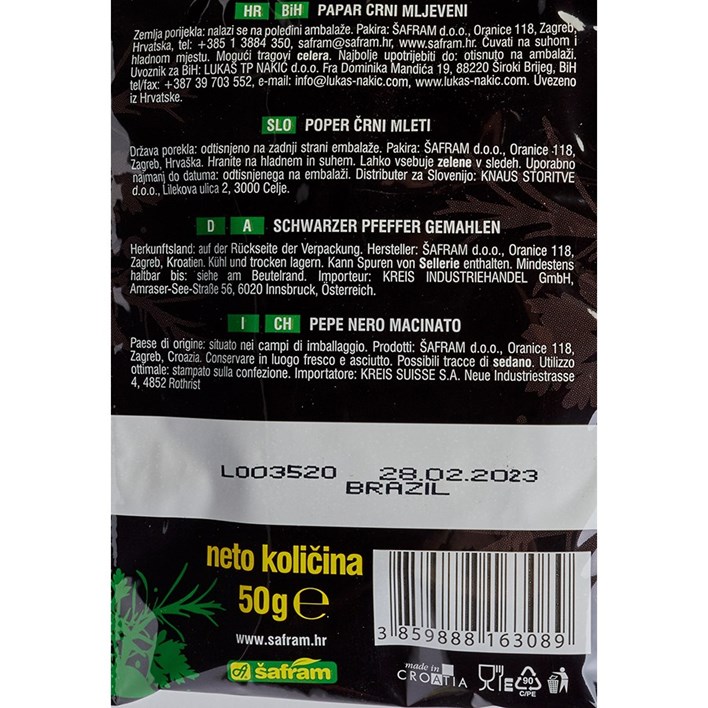 HR BiH PAPAR CRNI MLJEVENI
Zemlja porijekla: nalazi se na poleđini ambalaže. Pakira: ŠAFRAM d.o.o., Oranice 118, Zagreb,
Hrvatska, tel: +385 1 3884 350, safram@safram.hr, www.safram.hr. Čuvati na suhom i
hladnom mjestu. Mogući tragovi celera. Najbolje upotrijebiti do: otisnuto na ambalaži.
Uvoznik za BiH: LUKAS TP NAKIĆ d.o.o. Fra Dominika Mandića 19, 88220 Široki Brijeg, BiH
tel/fax: +387 39 703 552, e-mail: info@lukas-nakic.com, www.lukas-nakic.com. Uvezeno
iz Hrvatske.
SLO POPER ČRNI MLETI
Država porekla: odtisnjeno na zadnji strani embalaže. Pakira: ŠAFRAM d.o.o., Oranice 118,
Zagreb, Hrvaška. Hranite na hladnem in suhem. Lahko vsebuje zelene v sledeh. Uporabno
najmanj do datuma: odtisnjenega na embalaži. Distributer za Slovenijo: KNAUS STORITVE
d.o.o., Lilekova ulica 2, 3000 Celje.
D A SCHWARZER PFEFFER GEMAHLEN
Herkunftsland: auf der Rückseite der Verpackung. Hersteller: ŠAFRAM d.o.o., Oranice 118,
Zagreb, Kroatien. Kühl und trocken lagern. Kann Spuren von Sellerie enthalten. Mindestens
haltbar bis: siehe am Beutelrand. Importeur: KREIS INDUSTRIEHANDEL GmbH,
Amraser-See-Straße 56, 6020 Innsbruck, Österreich.
I CH PEPE NERO MACINATO
Paese di origine: situato nei campi di imballaggio. Prodotti: ŠAFRAM d.o.o., Oranice 118,
Zagreb, Croazia. Conservare in luogo fresco e asciutto. Possibili tracce di sedano. Utilizzo
ottimale: stampato sulla confezione. Importatore: KREIS SUISSE S.A. Neue Industriestrasse
4, 4852 Rothrist
L003520 28.02.2023
BRAZIL
neto količina
50g e
www.safram.hr
šafram
3 859888 163089
made in
CROATIA
90
C/PE